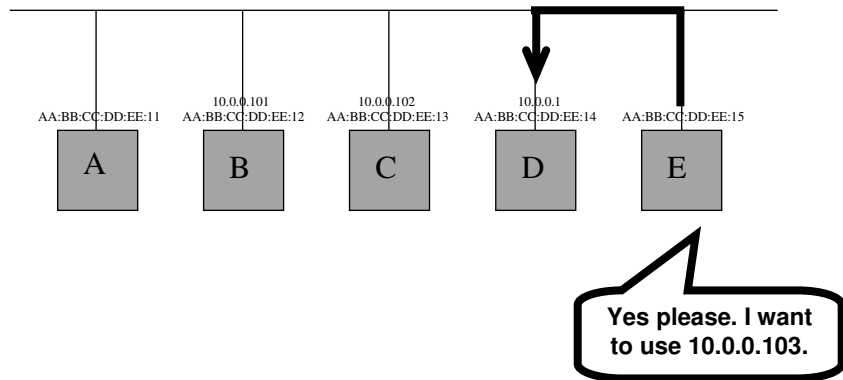 10.0.0.101
10.0.0.102
10.0.0.1
AA:BB:CC:DD:EE:11
AA:BB:CC:DD:EE:12
AA:BB:CC:DD:EE:13
AA:BB:CC:DD:EE:14
AA:BB:CC:DD:EE:15
A
B
C
D
E
Yes please. I want
to use 10.0.0.103.